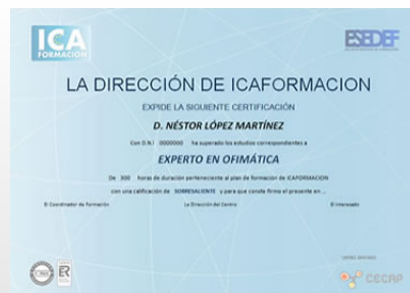 ICA
FORMACIÓN
ESEDEF
LA DIRECCIÓN DE ICAFORMACION
EXPIDE LA SIGUIENTE CERTIFICACIÓN
D. NÉSTOR LÓPEZ MARTÍNEZ
Con D.N.I 0000000 ha superado los estudios correspondientes a
EXPERTO EN OFIMÁTICA
De 300 horas de duración perteneciente al plan de formación de ICAFORMACION
con una calificación de SOBRESALIENTE y para que conste firmo el presente en ...
El Coordinador de Formación La Dirección del Centro El Interesado
ER
CECAP